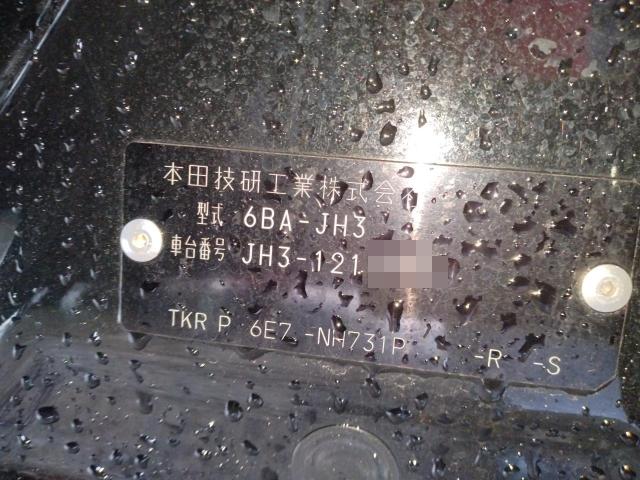 本田技研工業株式会社
型式 6BA-JH3
車台番号 JH3-121
TKR P 6E7 -NH731P -R -S